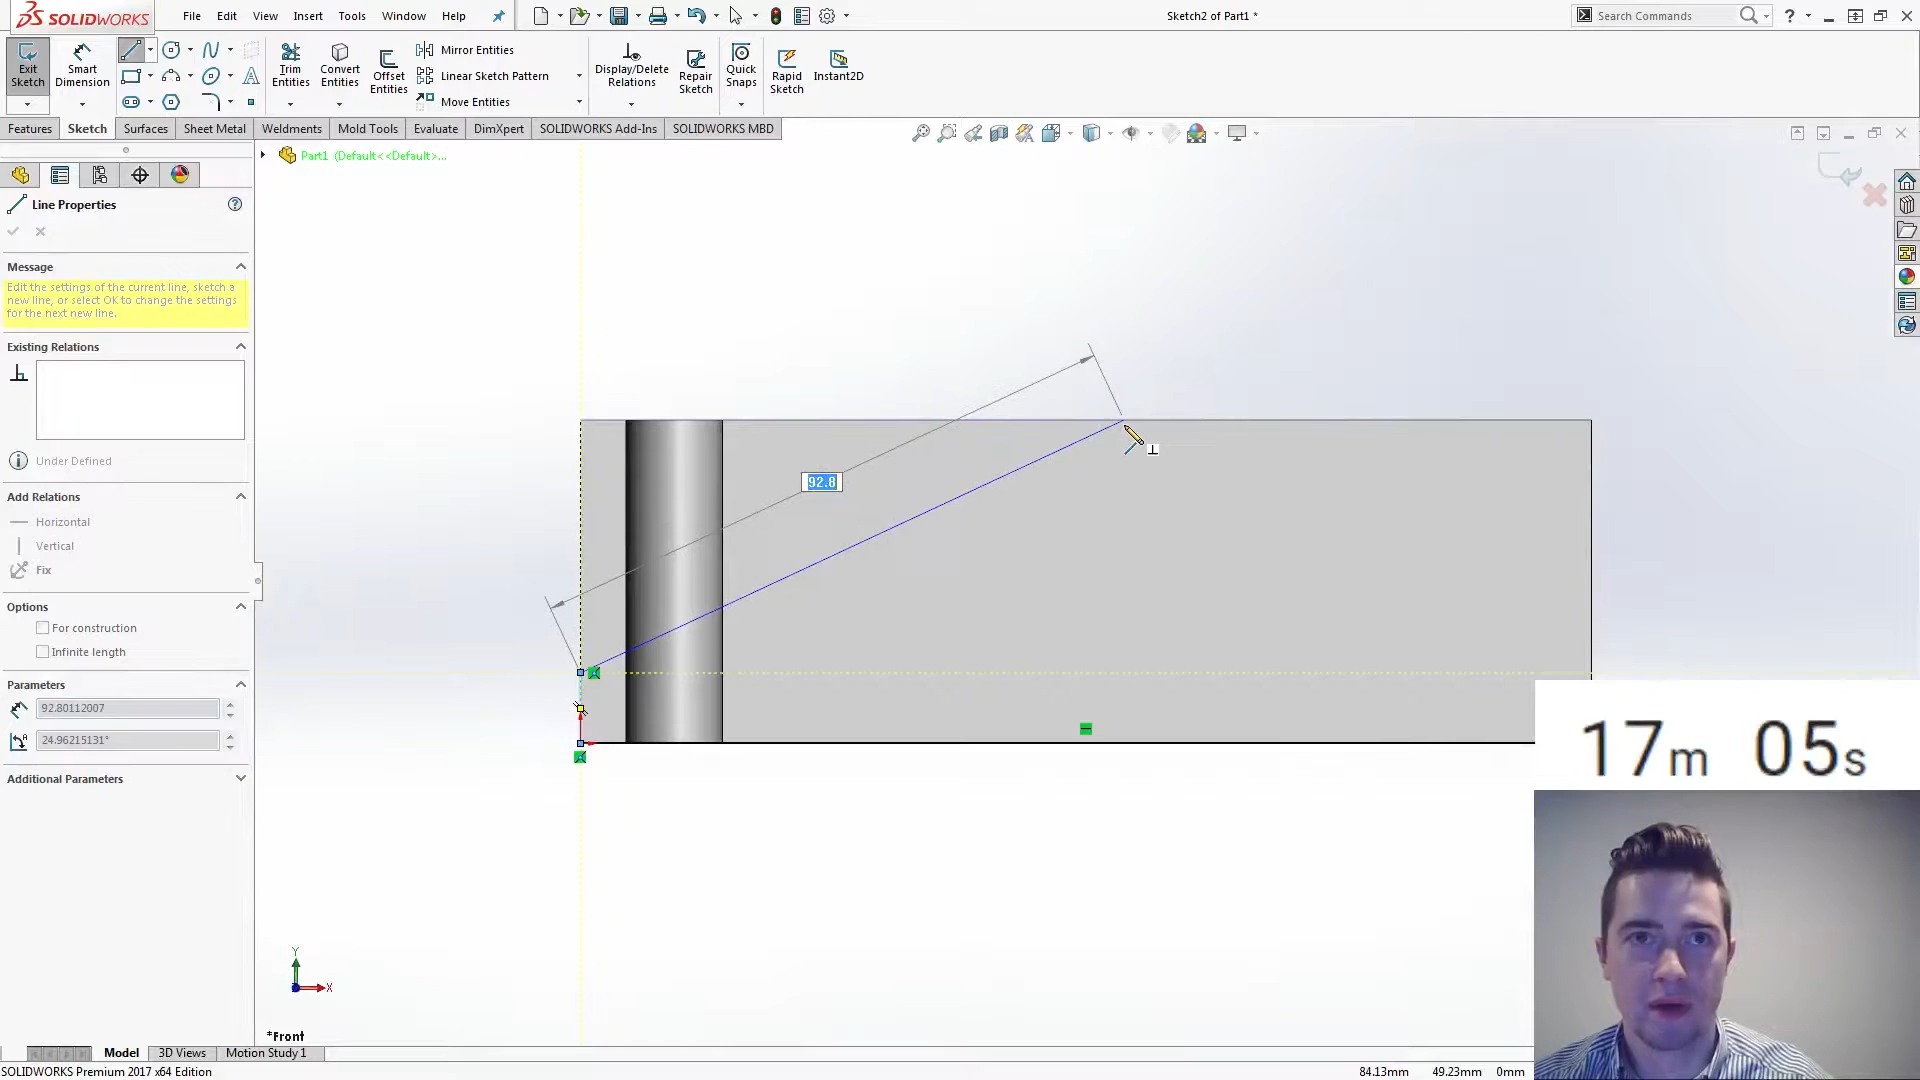 SOLIDWORKS
File Edit View Insert Tools Window Help
Sketch2 of Part1 *
Search Commands
?
Exit Sketch
Smart Dimension
Trim Entities
Convert Entities
Offset Entities
Mirror Entities
Linear Sketch Pattern
Move Entities
Display/Delete Relations
Repair Sketch
Quick Snaps
Rapid Sketch
Instant2D
Features Sketch Surfaces Sheet Metal Weldments Mold Tools Evaluate DimXpert SOLIDWORKS Add-Ins SOLIDWORKS MBD
Part1 (Default<<Default>...
Line Properties
?
Message
Edit the settings of the current line, sketch a
new line, or select OK to change the settings
for the next new line.
Existing Relations
Under Defined
Add Relations
Horizontal
Vertical
Fix
Options
For construction
Infinite length
Parameters
92.80112007
24.96215131°
Additional Parameters
92.8
17m 05s
Y
X
*Front
Model 3D Views Motion Study 1
SOLIDWORKS Premium 2017 x64 Edition
84.13mm 49.23mm 0mm